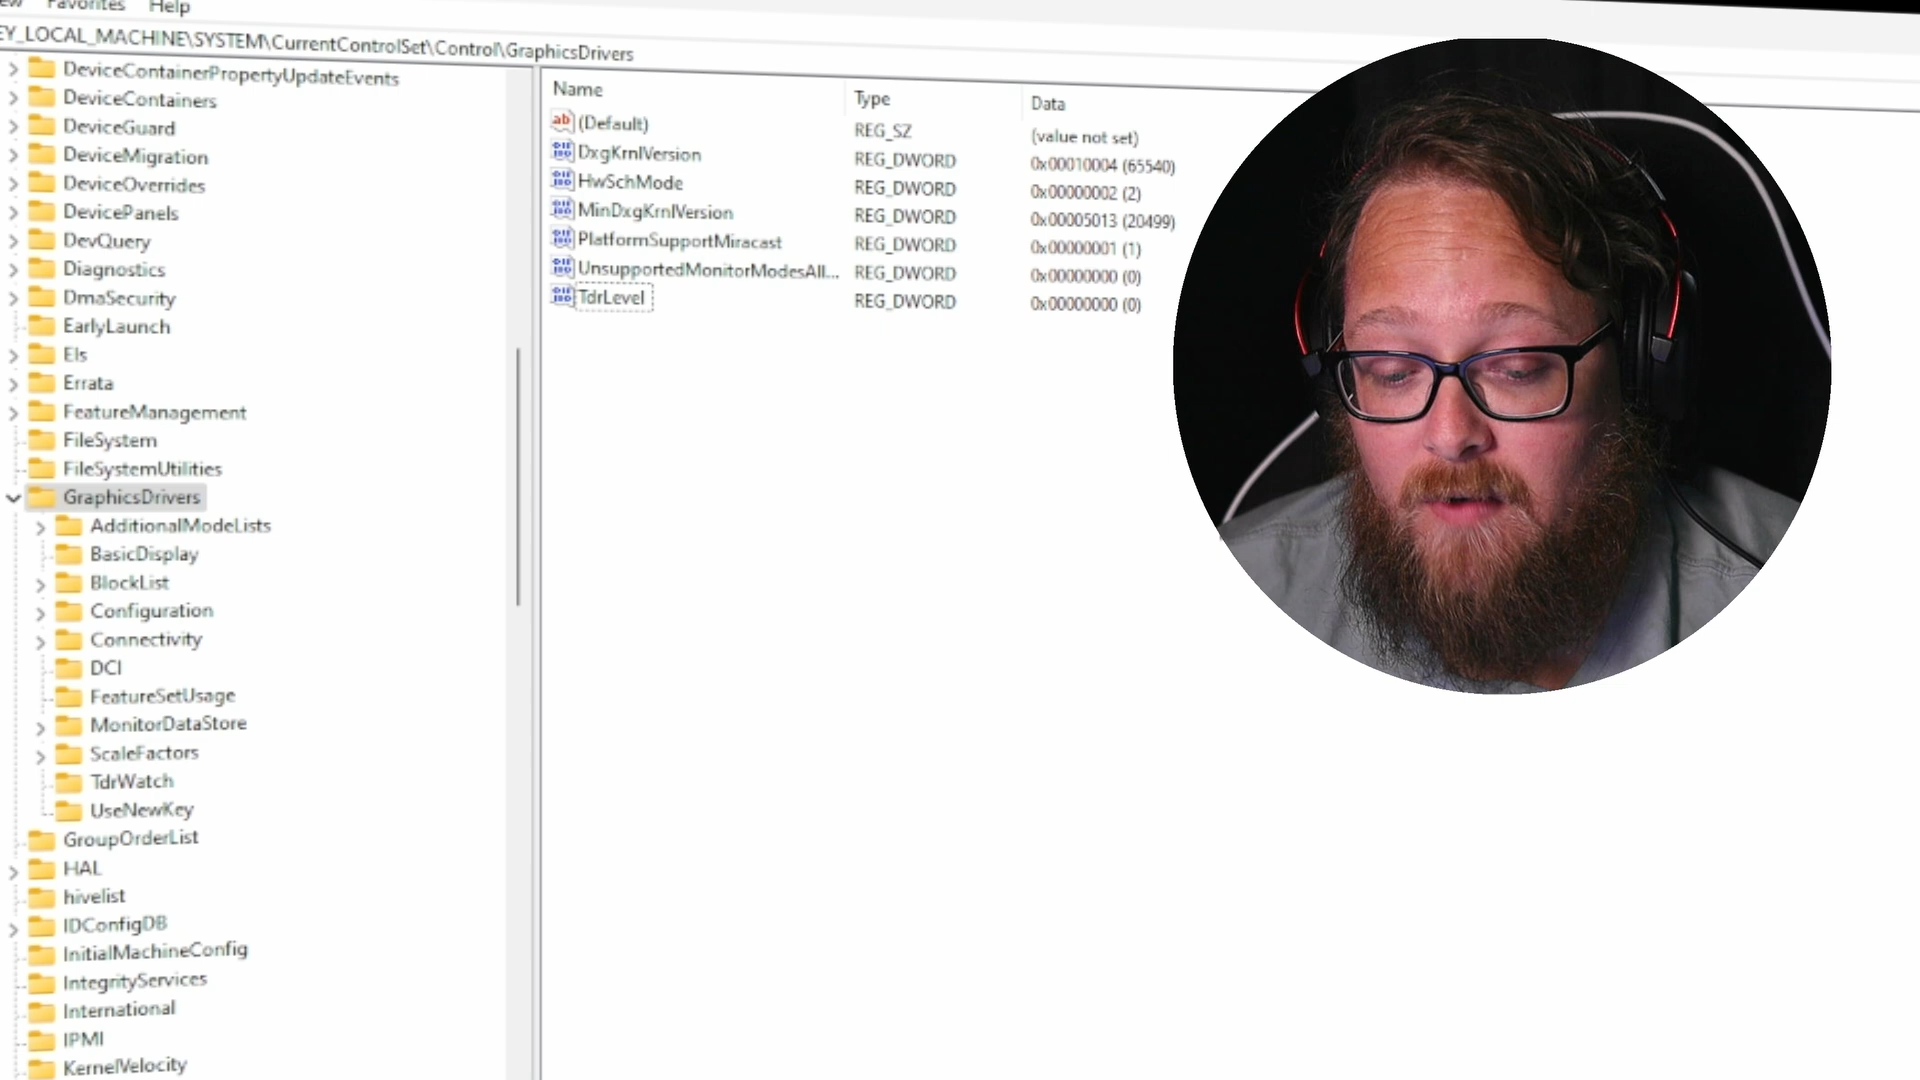 Favorites Help
EY_LOCAL_MACHINE\SYSTEM\CurrentControlSet\Control\GraphicsDrivers
DeviceContainerPropertyUpdateEvents
DeviceContainers
DeviceGuard
DeviceMigration
DeviceOverrides
DevicePanels
DevQuery
Diagnostics
DmaSecurity
EarlyLaunch
Els
Errata
FeatureManagement
FileSystem
FileSystemUtilities
GraphicsDrivers
AdditionalModeLists
BasicDisplay
BlockList
Configuration
Connectivity
DCI
FeatureSetUsage
MonitorDataStore
ScaleFactors
TdrWatch
UseNewKey
GroupOrderList
HAL
hivelist
IDConfigDB
InitialMachineConfig
IntegrityServices
International
IPMI
KernelVelocity
Name Type Data
(Default) REG_SZ (value not set)
DxgKrnlVersion REG_DWORD 0x00010004 (65540)
HwSchMode REG_DWORD 0x00000002 (2)
MinDxgKrnlVersion REG_DWORD 0x00005013 (20499)
PlatformSupportMiracast REG_DWORD 0x00000001 (1)
UnsupportedMonitorModesAll... REG_DWORD 0x00000000 (0)
TdrLevel REG_DWORD 0x00000000 (0)